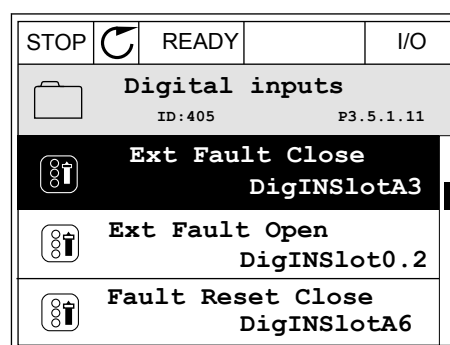 STOP READY I/O
Digital inputs
ID:405 P3.5.1.11
Ext Fault Close
DigINSlotA3
Ext Fault Open
DigINSlot0.2
Fault Reset Close
DigINSlotA6